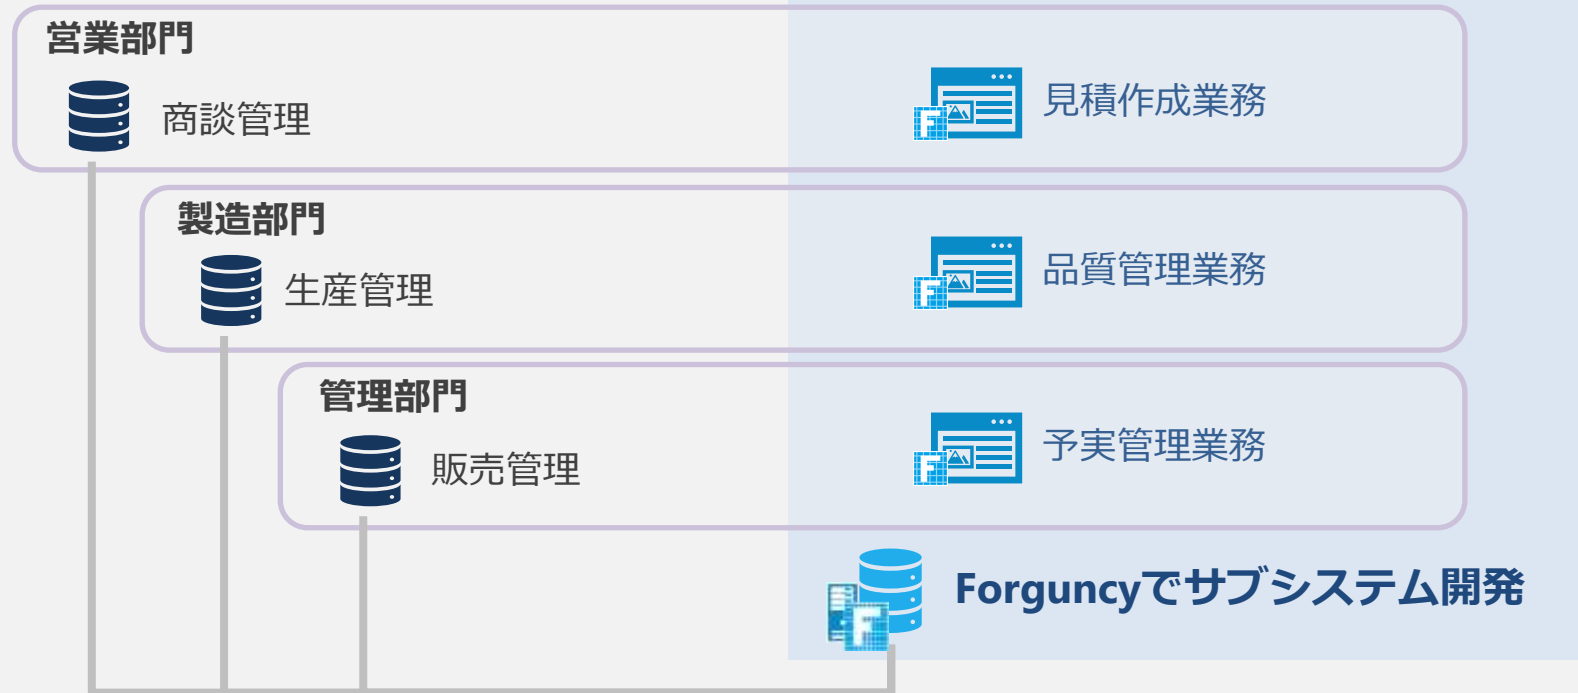 営業部門
商談管理
見積作成業務
製造部門
生産管理
品質管理業務
管理部門
販売管理
予実管理業務
Forguncyでサブシステム開発
F
F
F
F